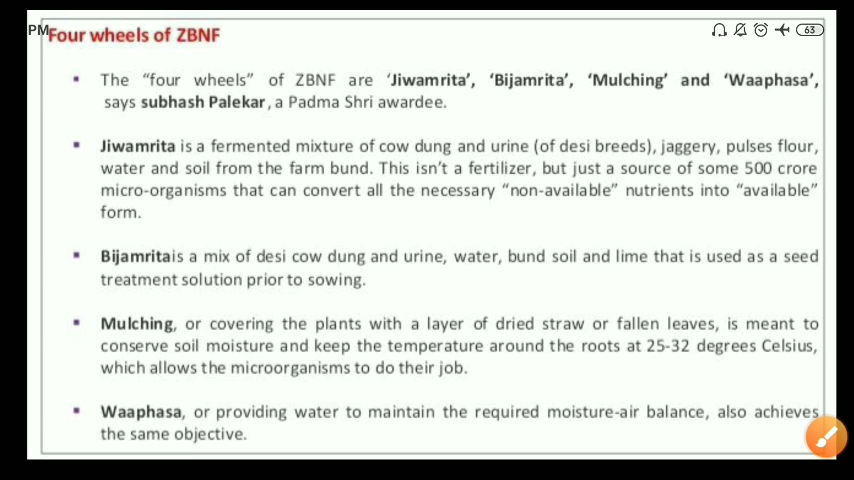 PM
63
Four wheels of ZBNF
▪ The “four wheels” of ZBNF are ‘Jiwamrita’, ‘Bijamrita’, ‘Mulching’ and ‘Waaphasa’,
says subhash Palekar, a Padma Shri awardee.
▪ Jiwamrita is a fermented mixture of cow dung and urine (of desi breeds), jaggery, pulses flour,
water and soil from the farm bund. This isn’t a fertilizer, but just a source of some 500 crore
micro-organisms that can convert all the necessary “non-available” nutrients into “available”
form.
▪ Bijamritais a mix of desi cow dung and urine, water, bund soil and lime that is used as a seed
treatment solution prior to sowing.
▪ Mulching, or covering the plants with a layer of dried straw or fallen leaves, is meant to
conserve soil moisture and keep the temperature around the roots at 25-32 degrees Celsius,
which allows the microorganisms to do their job.
▪ Waaphasa, or providing water to maintain the required moisture-air balance, also achieves
the same objective.